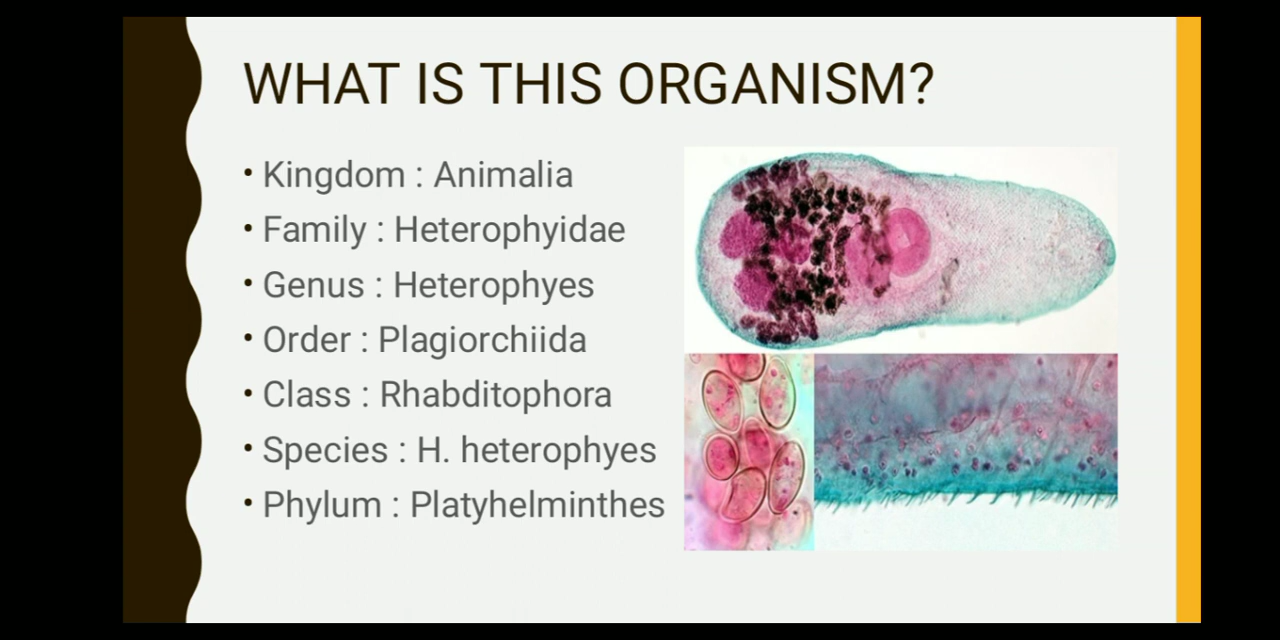 WHAT IS THIS ORGANISM?
• Kingdom : Animalia
• Family : Heterophyidae
• Genus : Heterophyes
• Order : Plagiorchiida
• Class : Rhabditophora
• Species : H. heterophyes
• Phylum : Platyhelminthes